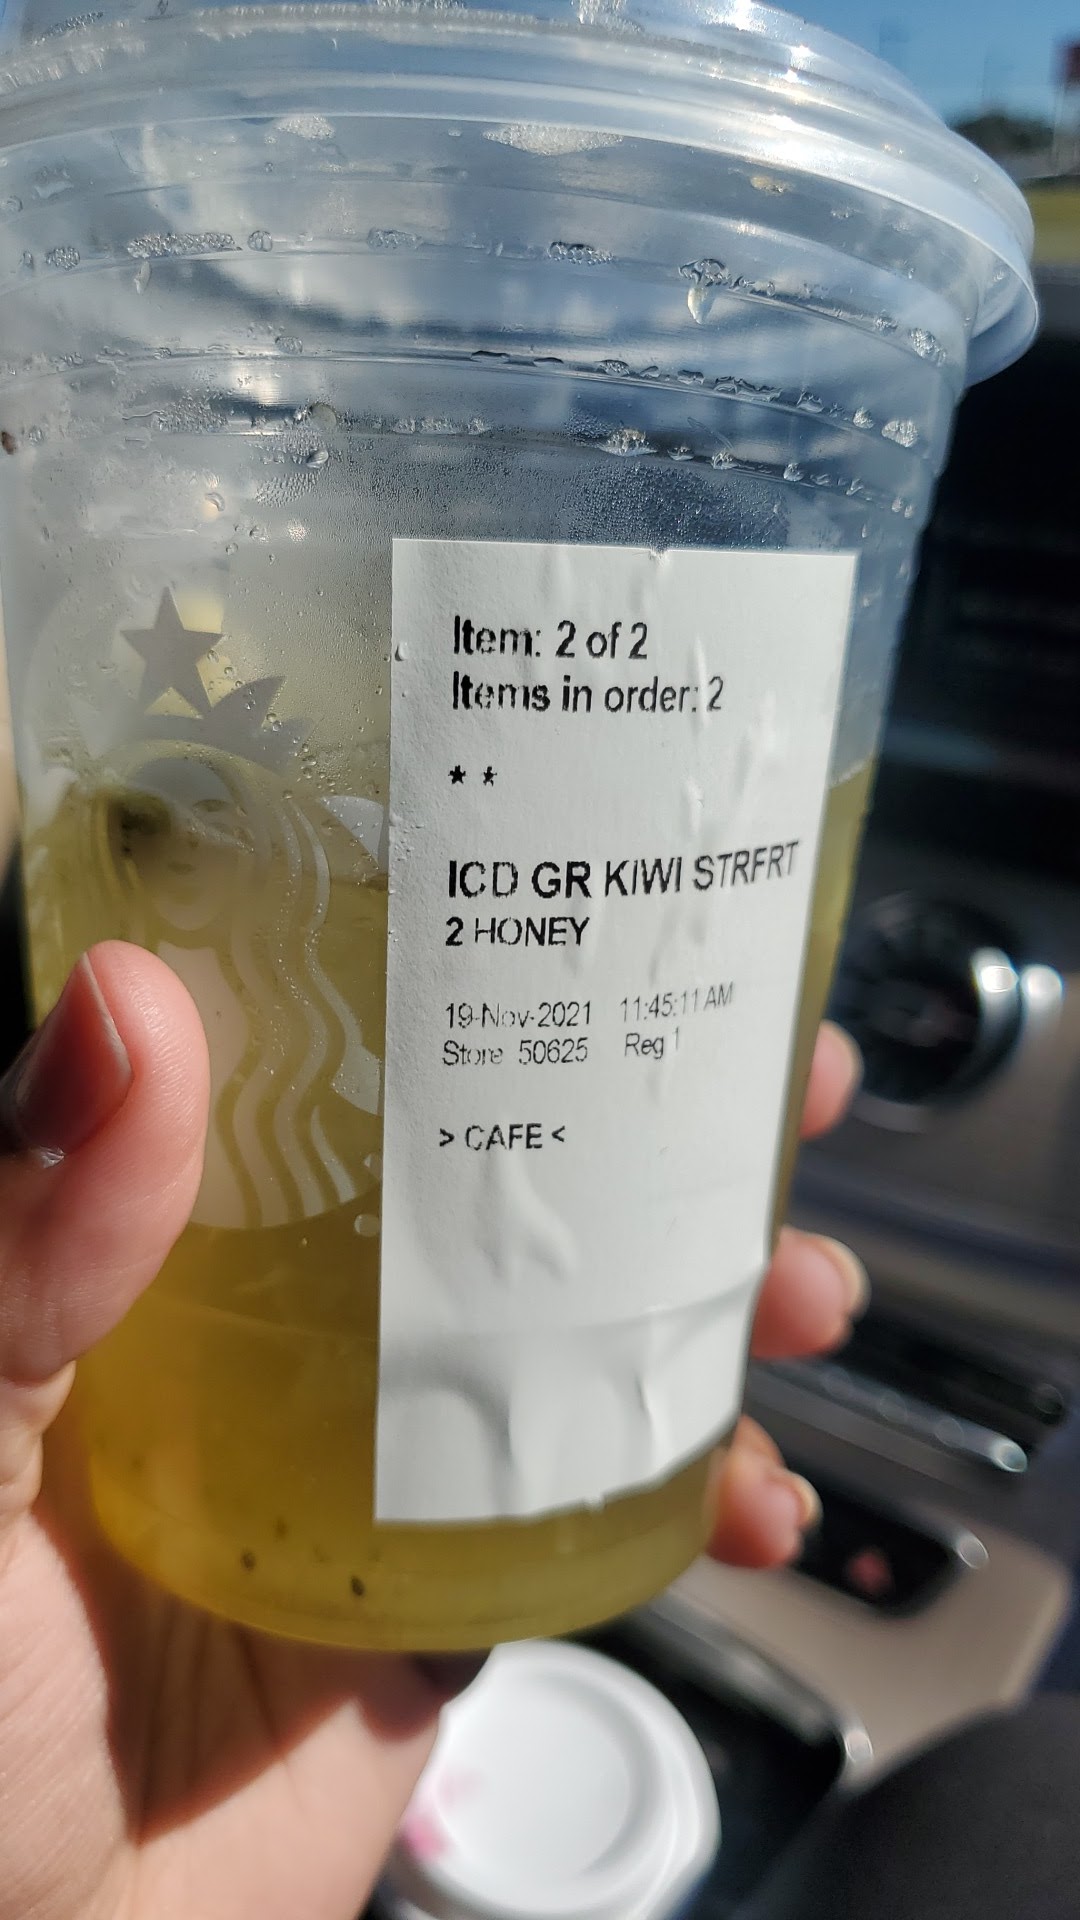 Item: 2 of 2
Items in order: 2
* *
ICD GR KIWI STRFRT
2 HONEY
19-Nov-2021 11:45:11 AM
Store 50625 Reg 1
> CAFE <